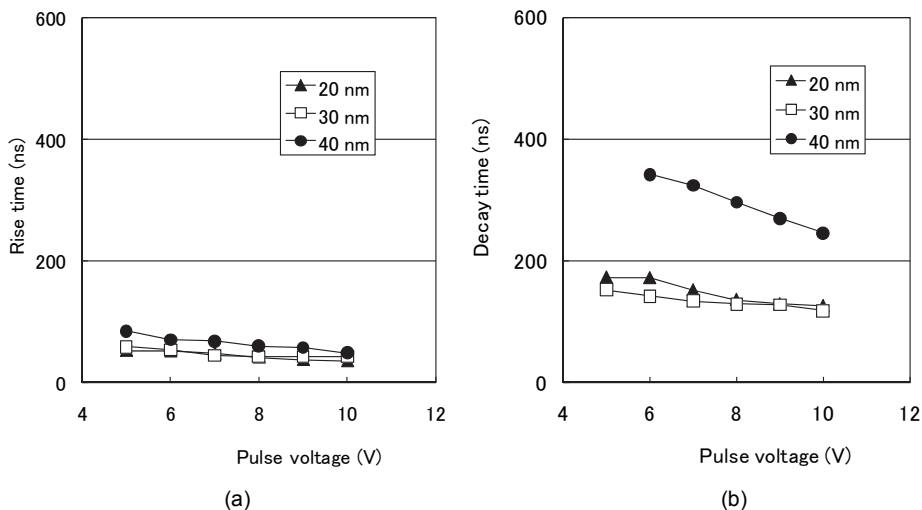 600
400
200
0
Rise time (ns)
20 nm
30 nm
40 nm
4
6
8
10
12
Pulse voltage (V)
(a)
600
400
200
0
Decay time (ns)
20 nm
30 nm
40 nm
4
6
8
10
12
Pulse voltage (V)
(b)